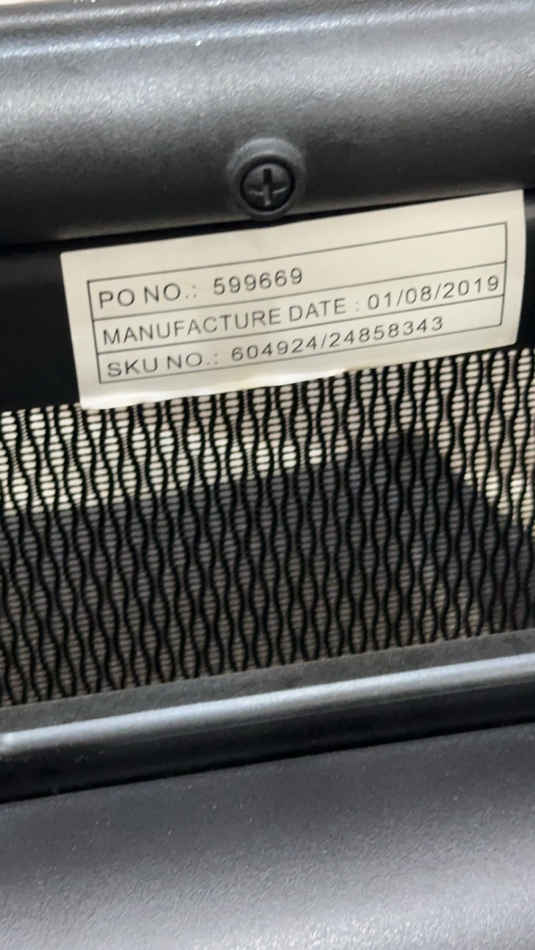 PO NO.: 599669
MANUFACTURE DATE : 01/08/2019
SKU NO.: 604924/24858343